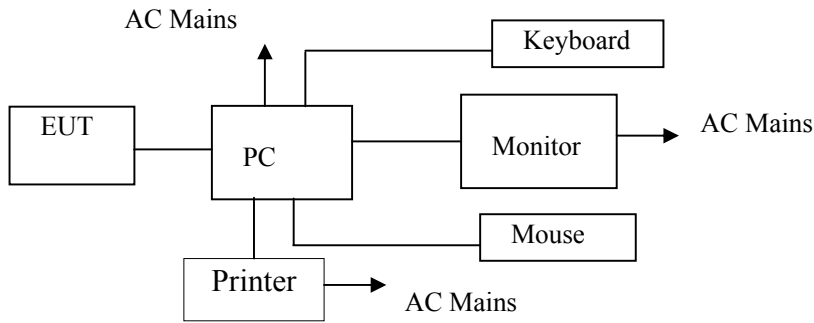 AC Mains
Keyboard
EUT
PC
Monitor
AC Mains
Mouse
Printer
AC Mains